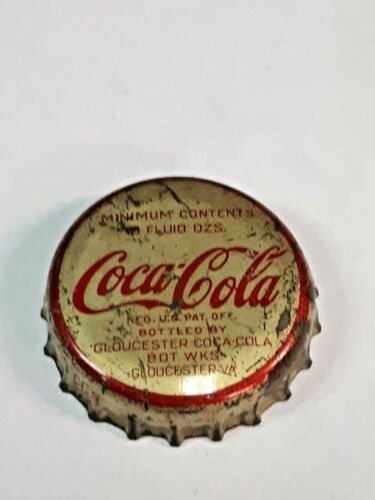 MINIMUM CONTENTS
FLUID OZS.
Coca-Cola
U.S. PAT. OFF.
BOTTLED BY
GLOUCESTER COCA-COLA
BOT. WKS.
GLOUCESTER VA.